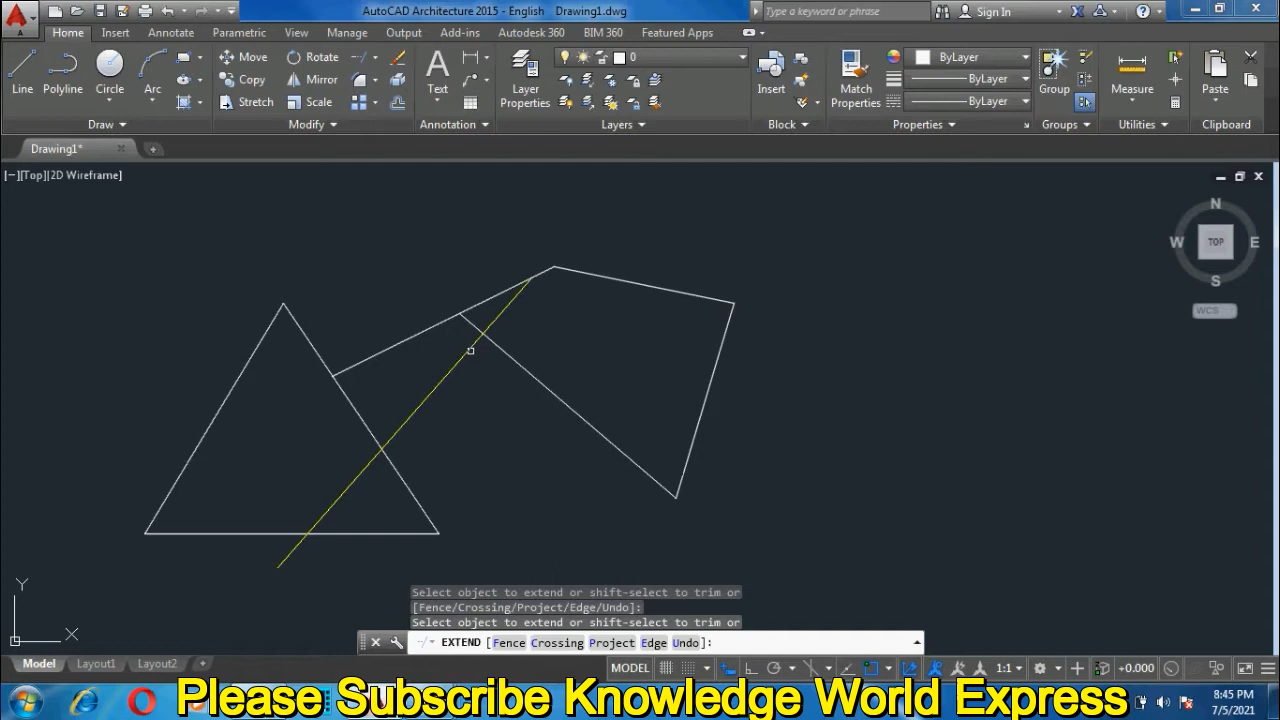 AutoCAD Architecture 2015 - English Drawing1.dwg
Type a keyword or phrase
Sign In
Home Insert Annotate Parametric View Manage Output Add-ins Autodesk 360 BIM 360 Featured Apps
Move Rotate 0 ByLayer
Copy Mirror ByLayer
Line Polyline Circle Arc Stretch Scale Text Layer Properties Insert Match Properties ByLayer Group Measure Paste
Draw Modify Annotation Layers Block Properties Groups Utilities Clipboard
Drawing1*
[−][Top][2D Wireframe]
N
W TOP E
S
WCS
Y
X
Select object to extend or shift-select to trim or
[Fence/Crossing/Project/Edge/Undo]:
Select object to extend or shift-select to trim or
EXTEND [Fence Crossing Project Edge Undo]:
Model Layout1 Layout2 MODEL 1:1 +0.000
Please Subscribe Knowledge World Express
8:45 PM
7/5/2021